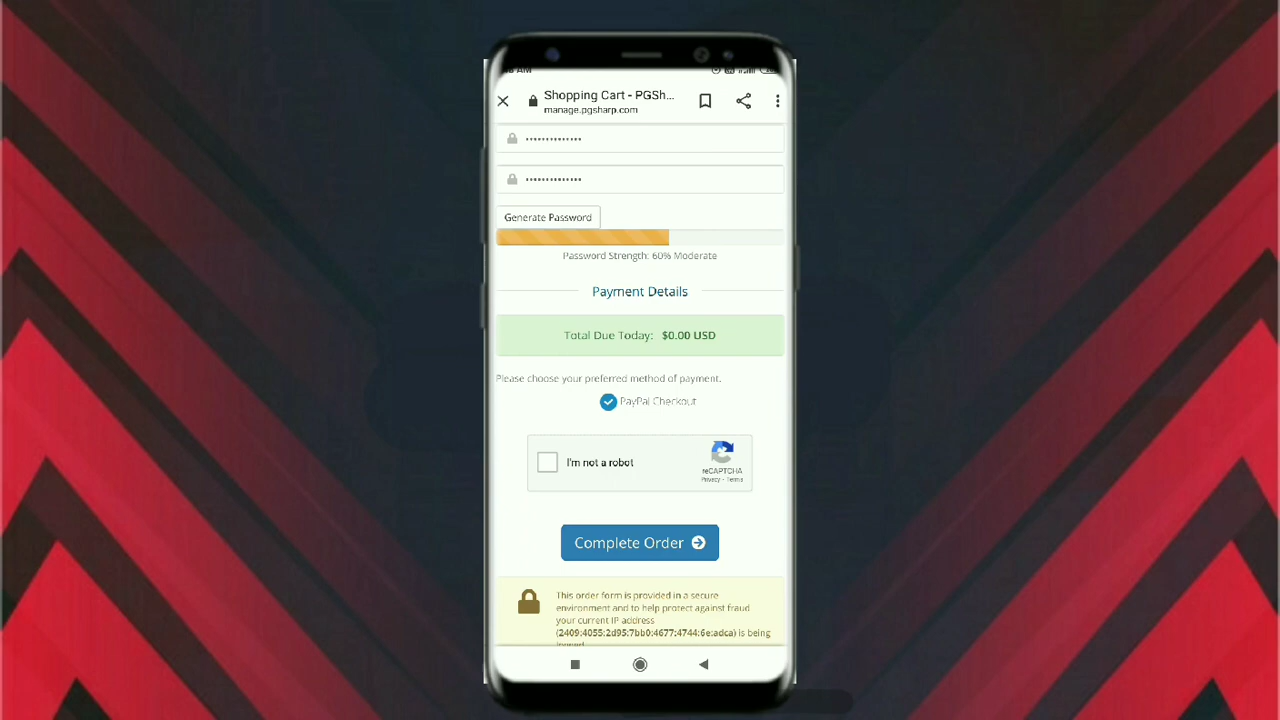 Shopping Cart - PGSh...
manage.pgsharp.com
••••••••••••••
••••••••••••••
Generate Password
Password Strength: 60% Moderate
Payment Details
Total Due Today: $0.00 USD
Please choose your preferred method of payment.
PayPal Checkout
I'm not a robot
reCAPTCHA
Privacy - Terms
Complete Order
This order form is provided in a secure
environment and to help protect against fraud
your current IP address
(2409:4055:2d95:7bb0:4677:4744:6e:adca) is being